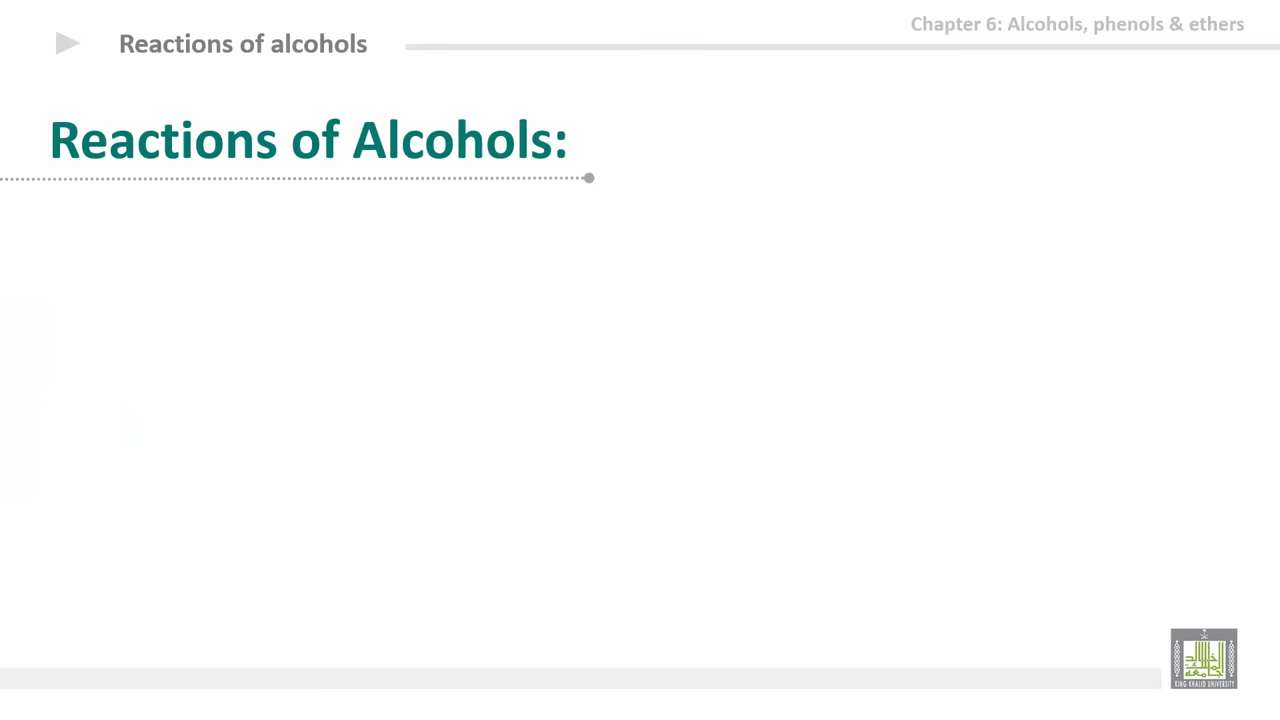 Chapter 6: Alcohols, phenols & ethers
Reactions of alcohols
Reactions of Alcohols:
KING KHALID UNIVERSITY